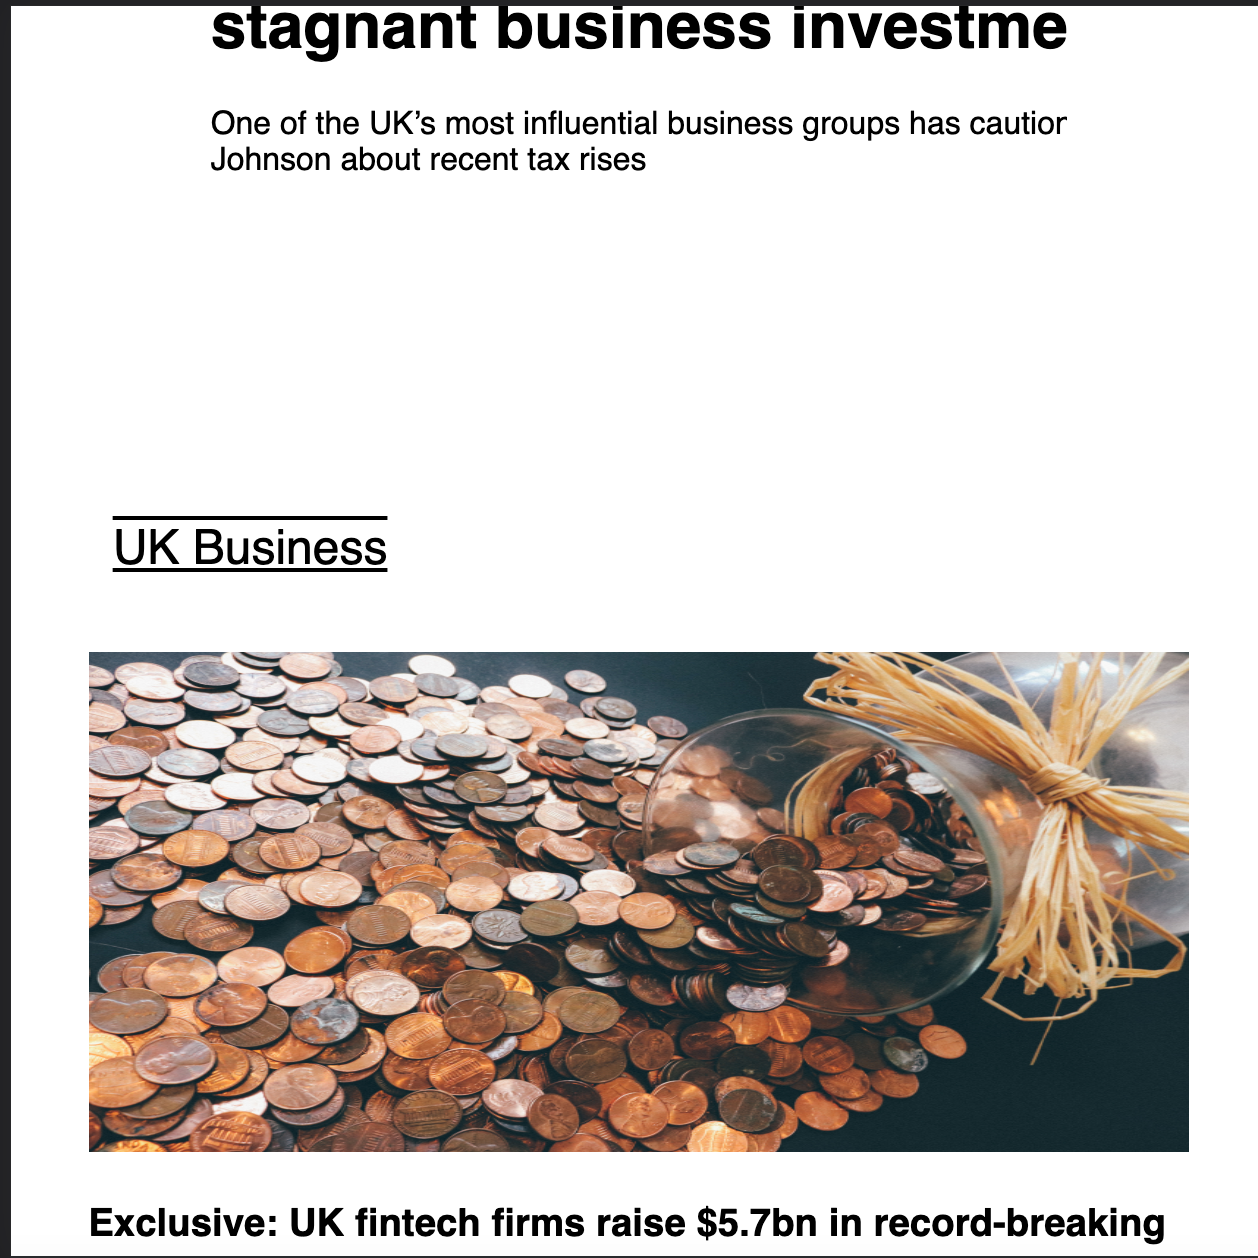 stagnant business investme
One of the UK’s most influential business groups has
Johnson about recent tax rises
UK Business
Exclusive: UK fintech firms raise $5.7bn in record-breaking